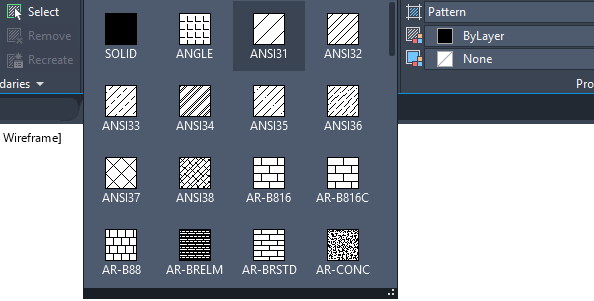 Select
Remove
Recreate
daries
Wireframe]
SOLID
ANGLE
ANSI31
ANSI32
ANSI33
ANSI34
ANSI35
ANSI36
ANSI37
ANSI38
AR-B816
AR-B816C
AR-B88
AR-BRELM
AR-BRSTD
AR-CONC
Pattern
ByLayer
None
Pro